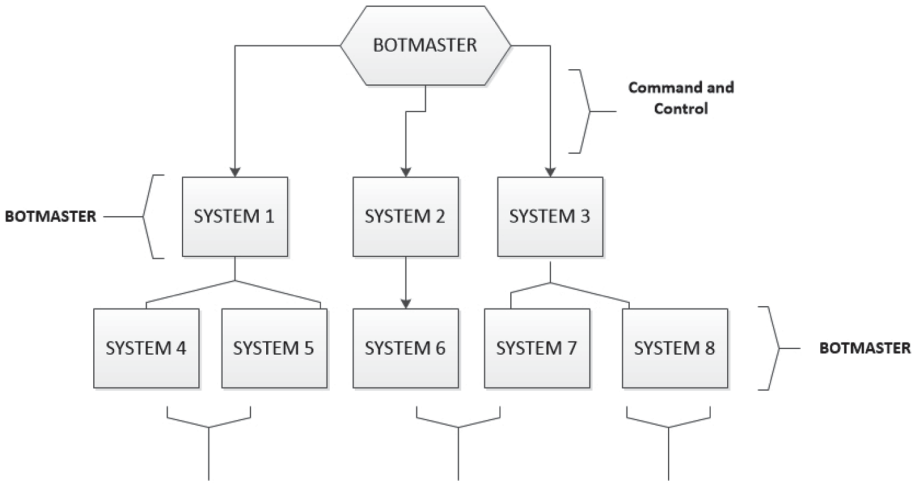 BOTMASTER
Command and
Control
BOTMASTER
SYSTEM 1
SYSTEM 2
SYSTEM 3
SYSTEM 4
SYSTEM 5
SYSTEM 6
SYSTEM 7
SYSTEM 8
BOTMASTER